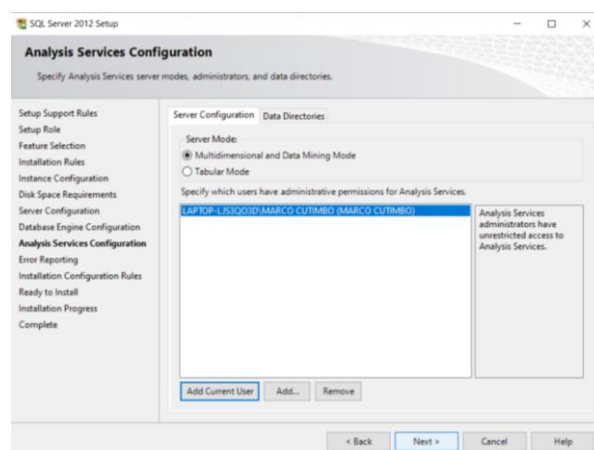 SQL Server 2012 Setup
Analysis Services Configuration
Specify Analysis Services server modes, administrators, and data directories.
Setup Support Rules
Setup Role
Feature Selection
Installation Rules
Instance Configuration
Disk Space Requirements
Server Configuration
Database Engine Configuration
Analysis Services Configuration
Error Reporting
Installation Configuration Rules
Ready to Install
Installation Progress
Complete
Server Configuration
Data Directories
Server Mode:
Multidimensional and Data Mining Mode
Tabular Mode
Specify which users have administrative permissions for Analysis Services.
MARCO CUTIMBO (MARCO CUTIMBO)
Analysis Services
administrators have
unrestricted access to
Analysis Services.
Add Current User
Add...
Remove
< Back
Next >
Cancel
Help